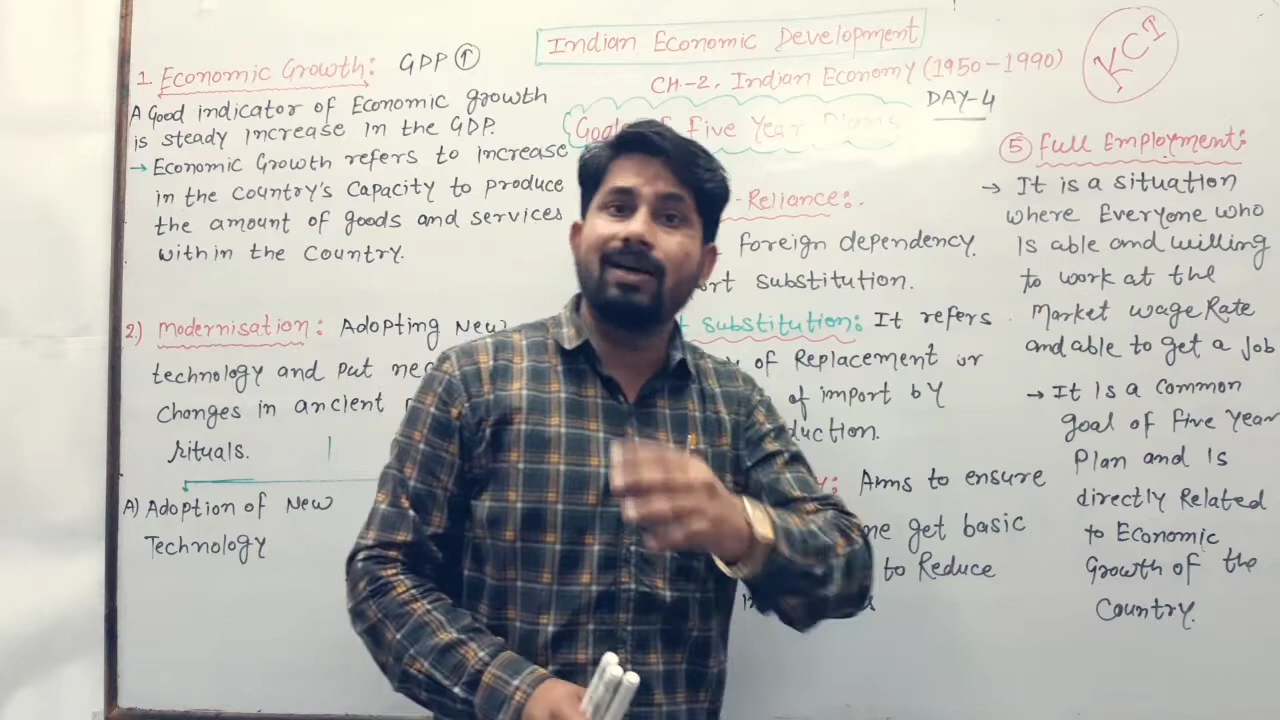 Indian Economic Development
CH-2, Indian Economy (1950-1990)
KCI
DAY-4
Goals of five Year Plans
1. Economic Growth: GDP ↑
A Good indicator of Economic growth
is steady increase in the GDP.
→ Economic Growth refers to increase
in the Country's Capacity to produce
the amount of goods and services
within the Country.
2) Modernisation: Adopting New
technology and put
changes in ancient
rituals.
A) Adoption of New
Technology
-Reliance:-
foreign dependency.
substitution.
substitution: It refers
of Replacement or
of import by
Aims to ensure
get basic
to Reduce
5 full Employment:
→ It is a situation
where Everyone who
is able and willing
to work at the
Market wage Rate
and able to get a job
→ It is a common
goal of five Year
Plan and is
directly Related
to Economic
Growth of the
Country.